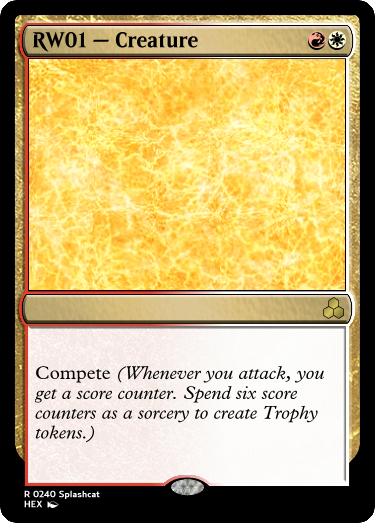 RW01 — Creature
Compete (Whenever you attack, you
get a score counter. Spend six score
counters as a sorcery to create Trophy
tokens.)
R 0240 Splashcat
HEX